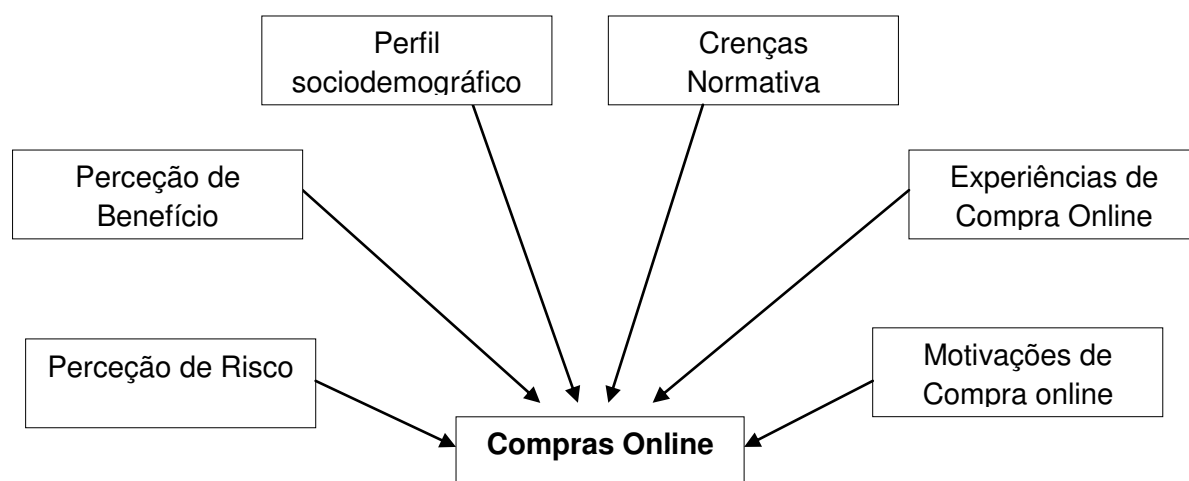 Perfil
sociodemográfico
Crenças
Normativa
Perceção de
Benefício
Experiências de
Compra Online
Perceção de Risco
Motivações de
Compra online
Compras Online